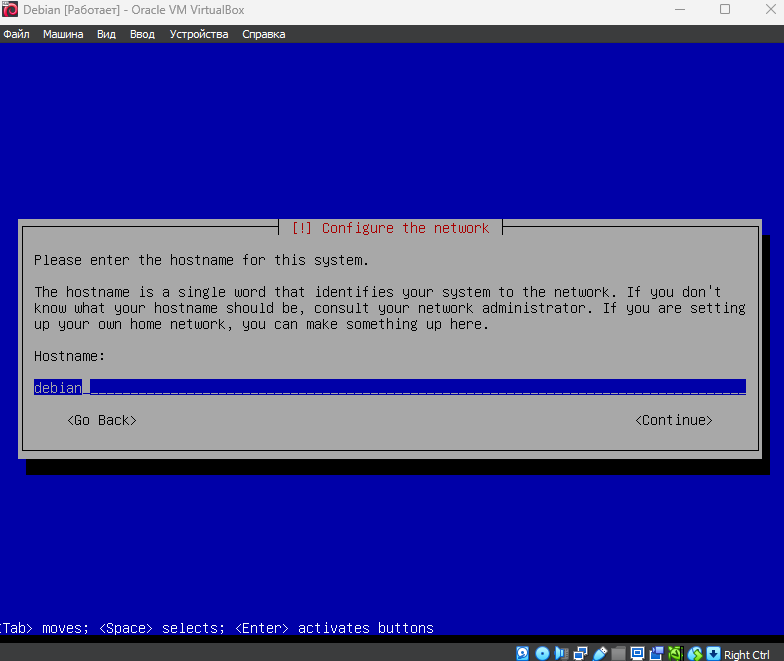 Debian [Работает] - Oracle VM VirtualBox
Файл Машина Вид Ввод Устройства Справка
[!] Configure the network
Please enter the hostname for this system.
The hostname is a single word that identifies your system to the network. If you don't
know what your hostname should be, consult your network administrator. If you are setting
up your own home network, you can make something up here.
Hostname:
debian
<Go Back> <Continue>
<Tab> moves; <Space> selects; <Enter> activates buttons
Right Ctrl